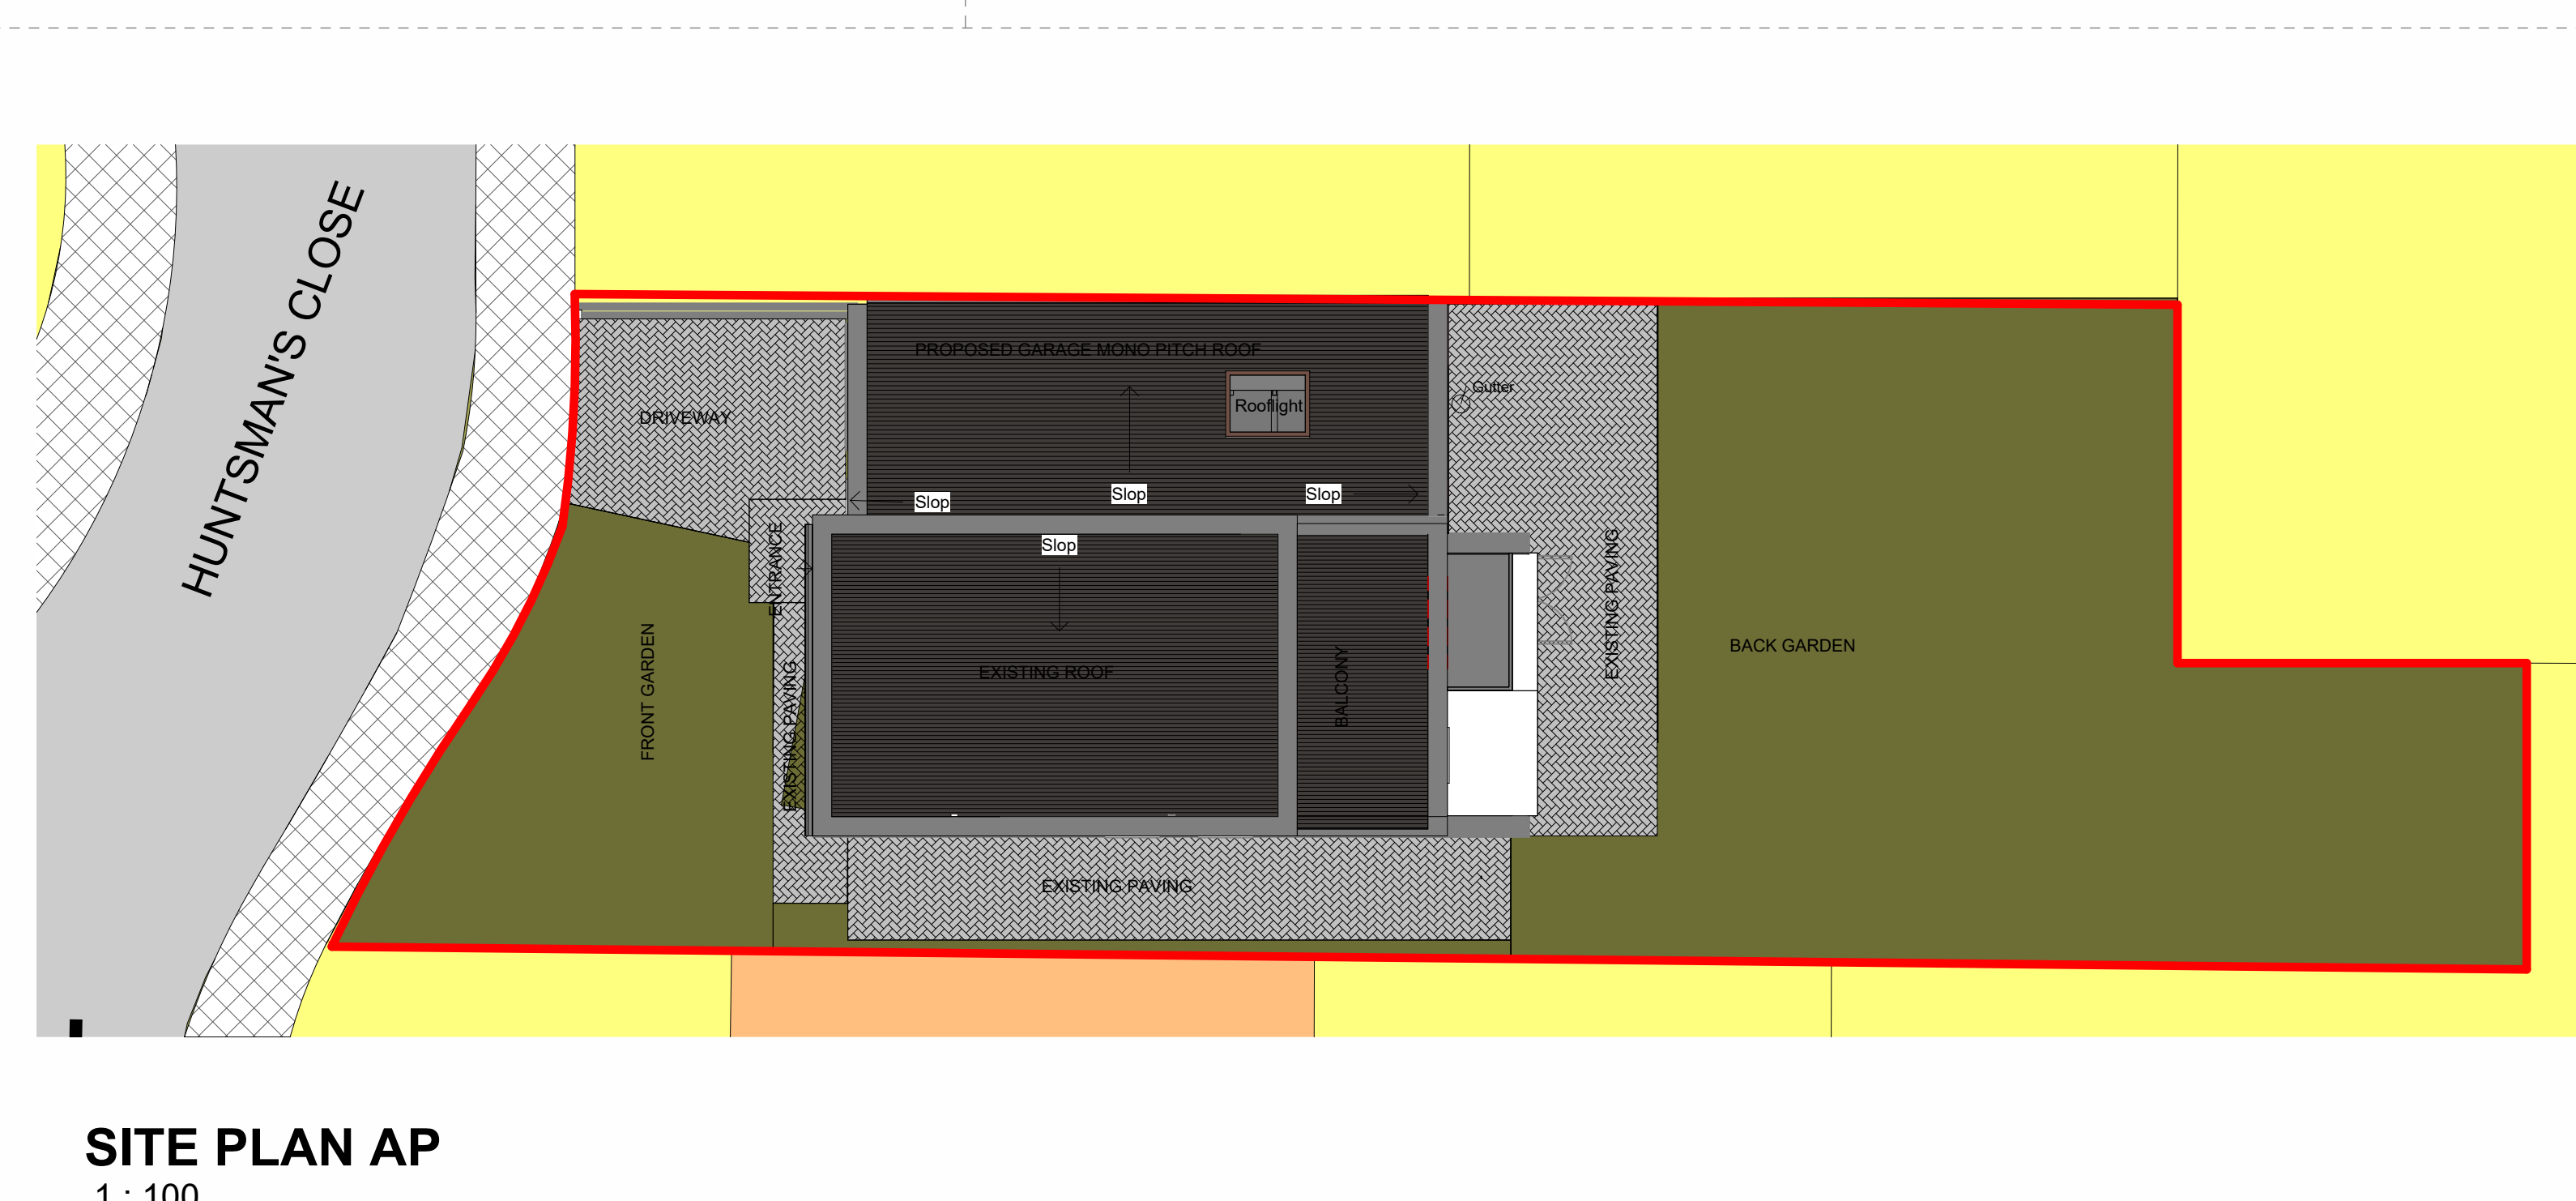 HUNTSMAN'S CLOSE
PROPOSED GARAGE MONO PITCH ROOF
Gutter
Rooflight
DRIVEWAY
Slop
Slop
Slop
Slop
ENTRANCE
FRONT GARDEN
EXISTING PAVING
EXISTING ROOF
BALCONY
EXISTING PAVING
BACK GARDEN
EXISTING PAVING
SITE PLAN AP
1 : 100